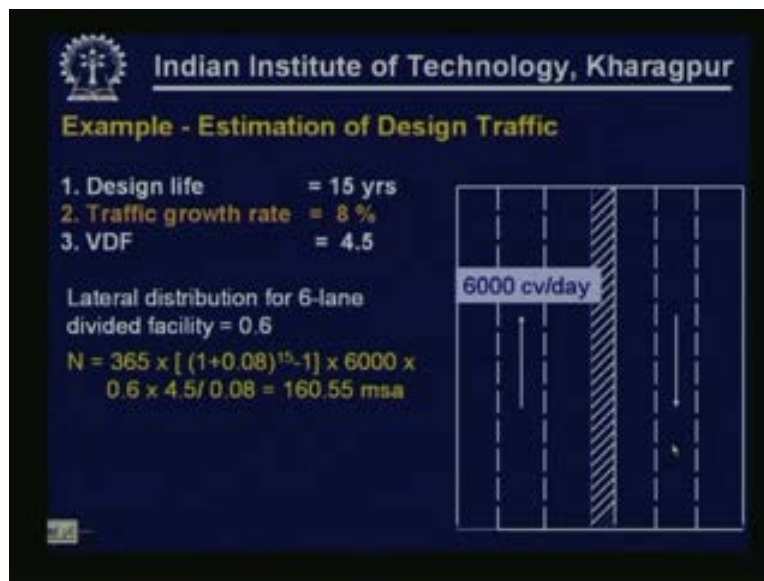 Indian Institute of Technology, Kharagpur
Example - Estimation of Design Traffic
1. Design life = 15 yrs
2. Traffic growth rate = 8 %
3. VDF = 4.5
6000 cv/day
Lateral distribution for 6-lane
divided facility = 0.6
N = 365 x [ (1+0.08)¹⁵-1] x 6000 x
0.6 x 4.5/ 0.08 = 160.55 msa